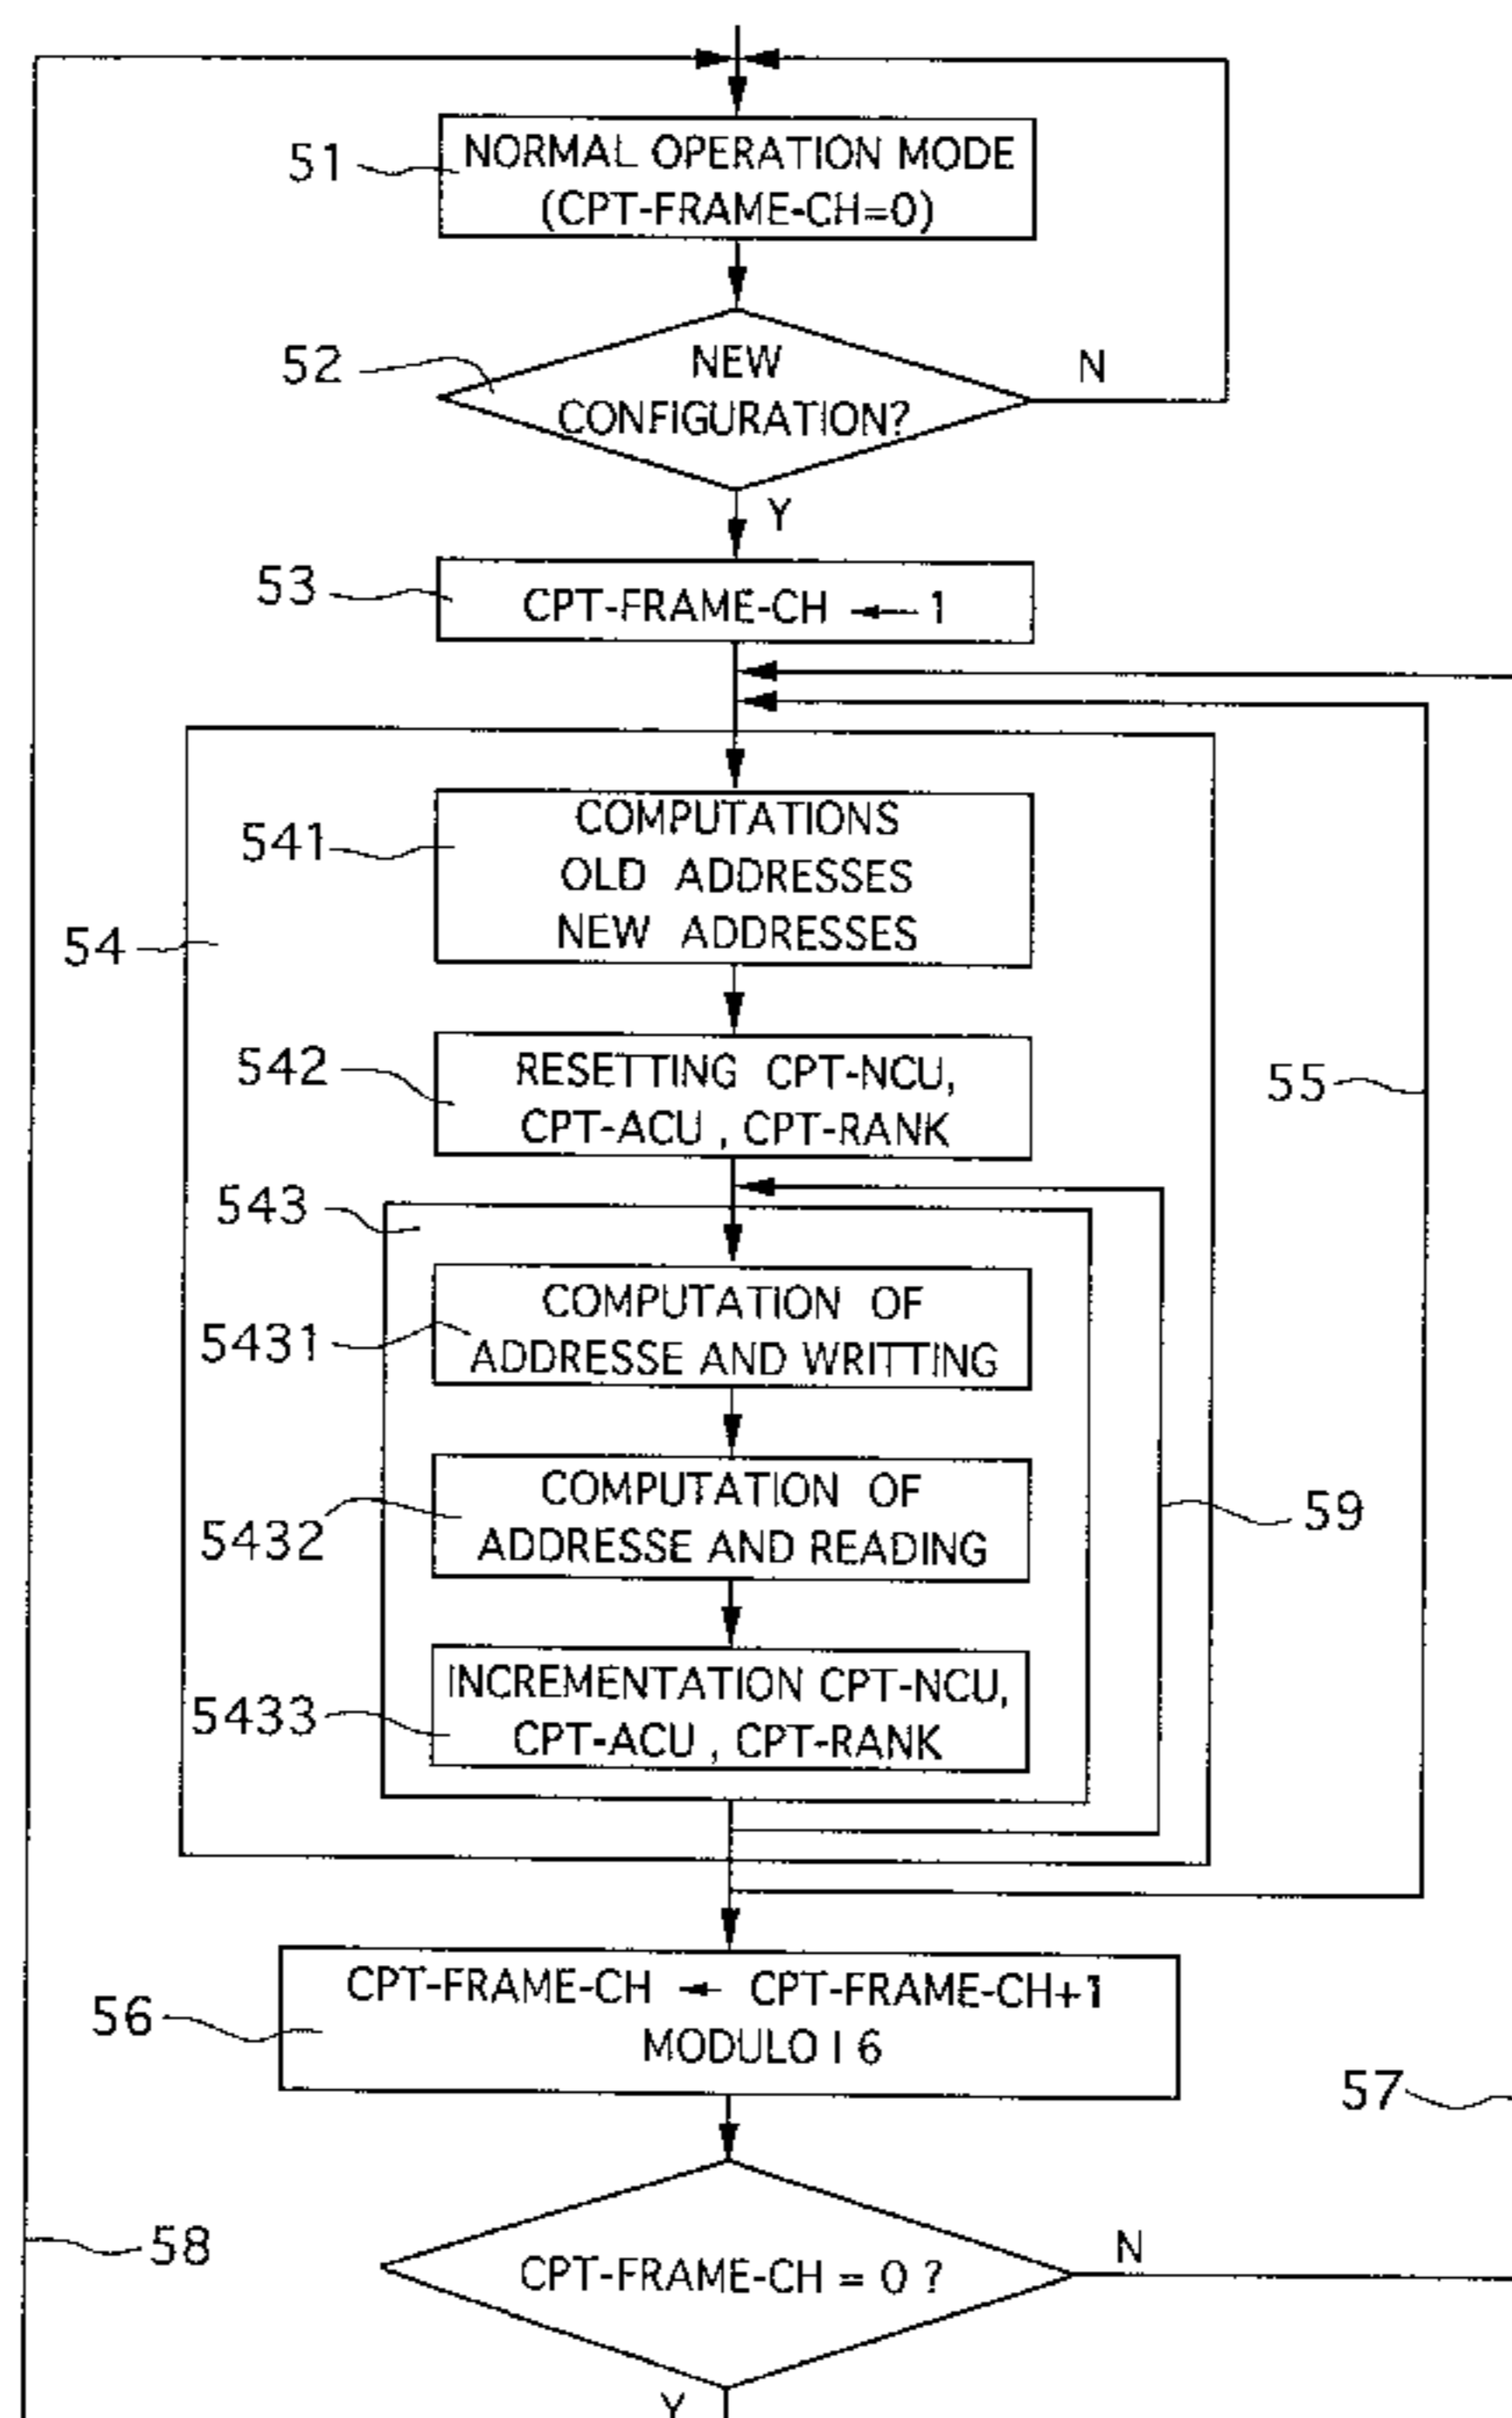 51
NORMAL OPERATION MODE
(CPT-FRAME-CH=0)
52
NEW
CONFIGURATION?
N
Y
53
CPT-FRAME-CH ← 1
541
COMPUTATIONS
OLD ADDRESSES
NEW ADDRESSES
54
542
RESETTING CPT-NCU,
CPT-ACU , CPT-RANK
55
543
5431
COMPUTATION OF
ADDRESSE AND WRITTING
5432
COMPUTATION OF
ADDRESSE AND READING
59
5433
INCREMENTATION CPT-NCU,
CPT-ACU , CPT-RANK
56
CPT-FRAME-CH ← CPT-FRAME-CH+1
MODULO 16
57
58
CPT-FRAME-CH = 0 ?
N
Y